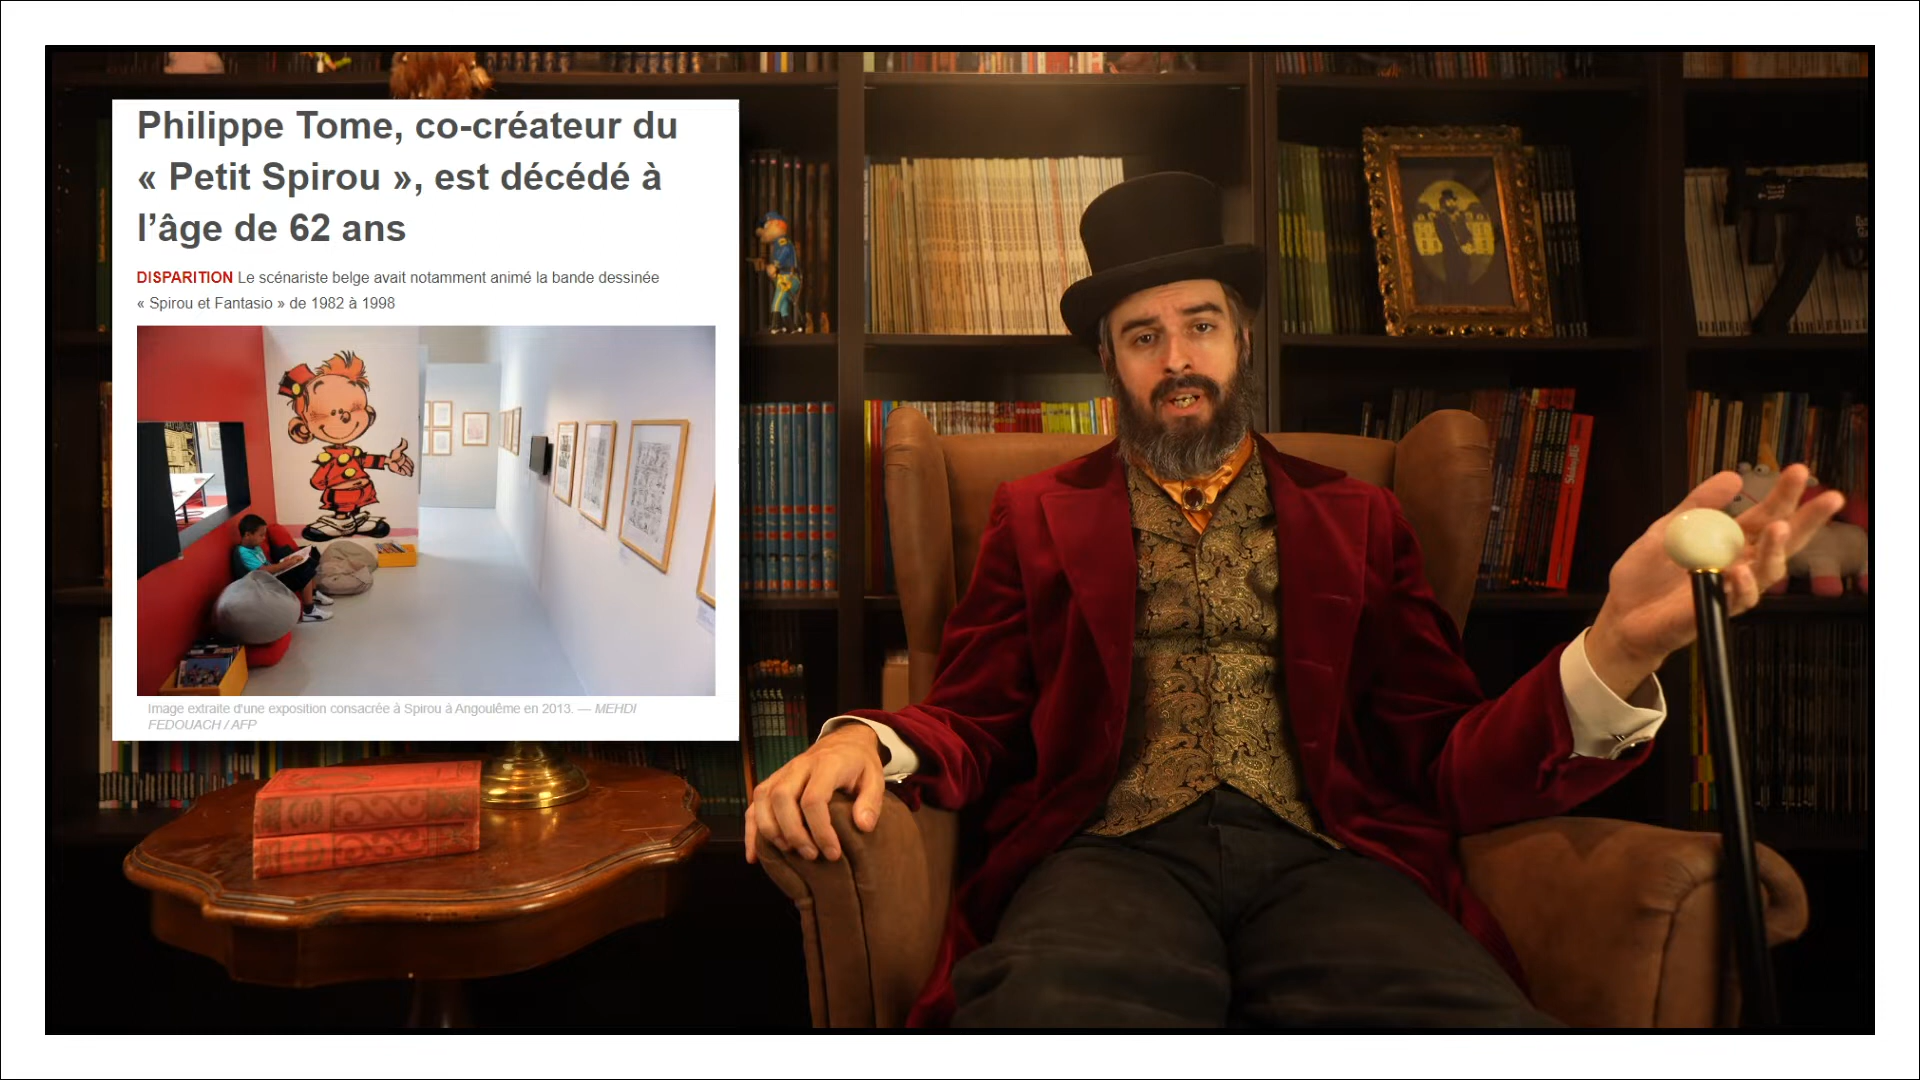 Philippe Tome, co-créateur du
« Petit Spirou », est décédé à
l’âge de 62 ans
DISPARITION Le scénariste belge avait notamment animé la bande dessinée
« Spirou et Fantasio » de 1982 à 1998
Image extraite d'une exposition consacrée à Spirou à Angoulême en 2013. — MEHDI
FEDOUACH / AFP